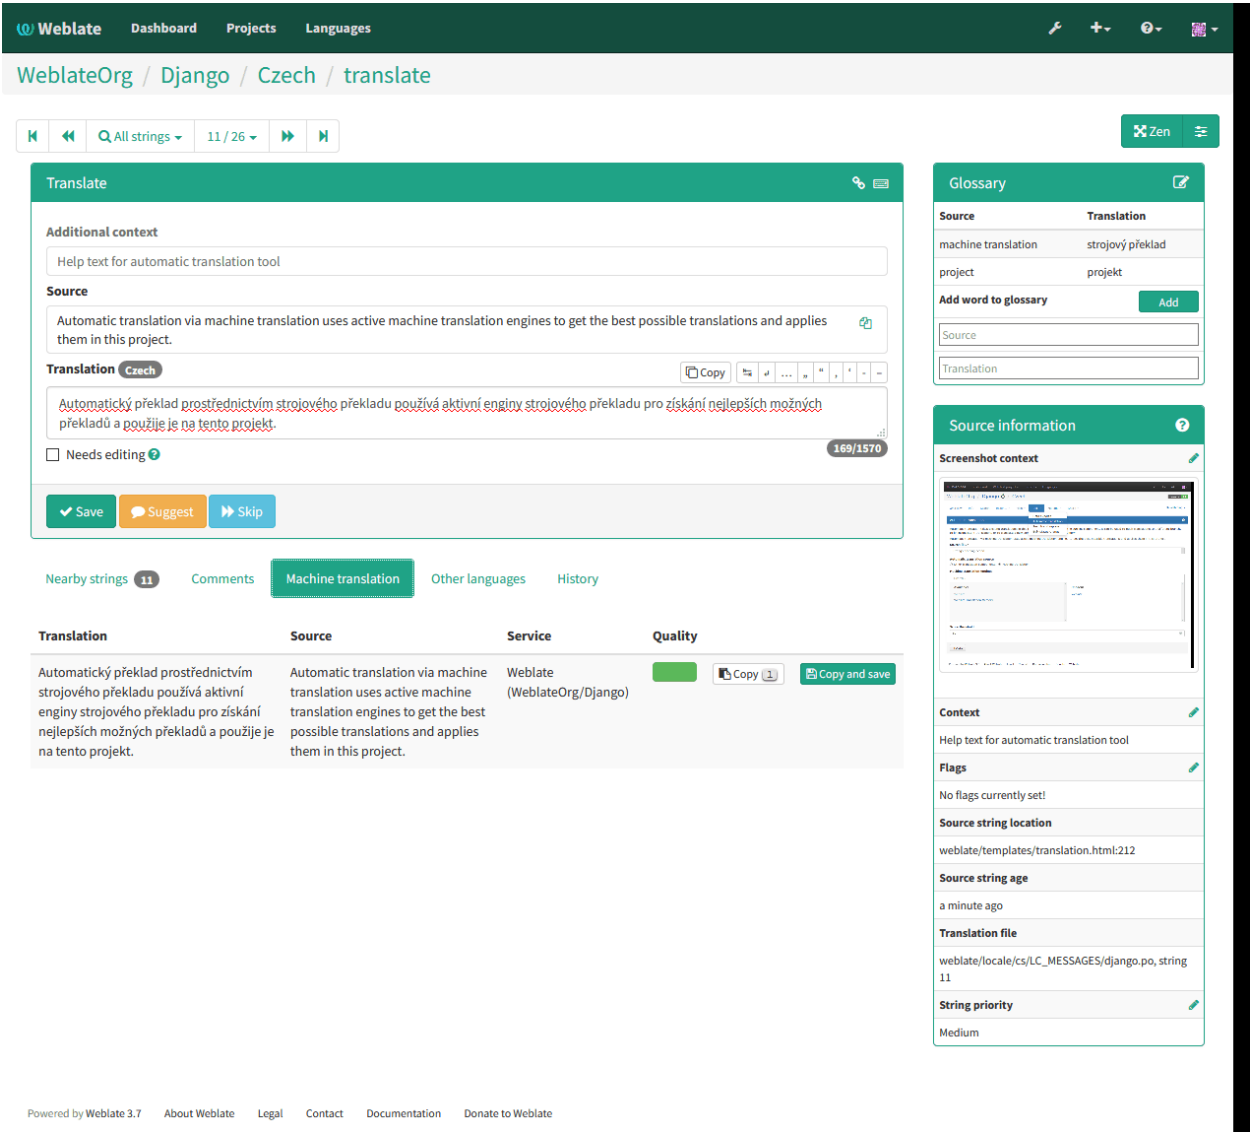 Weblate Dashboard Projects Languages
WeblateOrg / Django / Czech / translate
All strings 11 / 26
Zen
Translate
Additional context
Help text for automatic translation tool
Source
Automatic translation via machine translation uses active machine translation engines to get the best possible translations and applies
them in this project.
Translation Czech
Copy ↵ … „ “ ‚ ‘ - –
Automatický překlad prostřednictvím strojového překladu používá aktivní enginy strojového překladu pro získání nejlepších možných
překladů a použije je na tento projekt.
169/1570
Needs editing
Save Suggest Skip
Nearby strings 11 Comments Machine translation Other languages History
Translation Source Service Quality
Automatický překlad prostřednictvím
strojového překladu používá aktivní
enginy strojového překladu pro získání
nejlepších možných překladů a použije je
na tento projekt.
Automatic translation via machine
translation uses active machine
translation engines to get the best
possible translations and applies
them in this project.
Weblate
(WeblateOrg/Django)
Copy 1 Copy and save
Glossary
Source Translation
machine translation strojový překlad
project projekt
Add word to glossary Add
Source
Translation
Source information
Screenshot context
Context
Help text for automatic translation tool
Flags
No flags currently set!
Source string location
weblate/templates/translation.html:212
Source string age
a minute ago
Translation file
weblate/locale/cs/LC_MESSAGES/django.po, string
11
String priority
Medium
Powered by Weblate 3.7 About Weblate Legal Contact Documentation Donate to Weblate